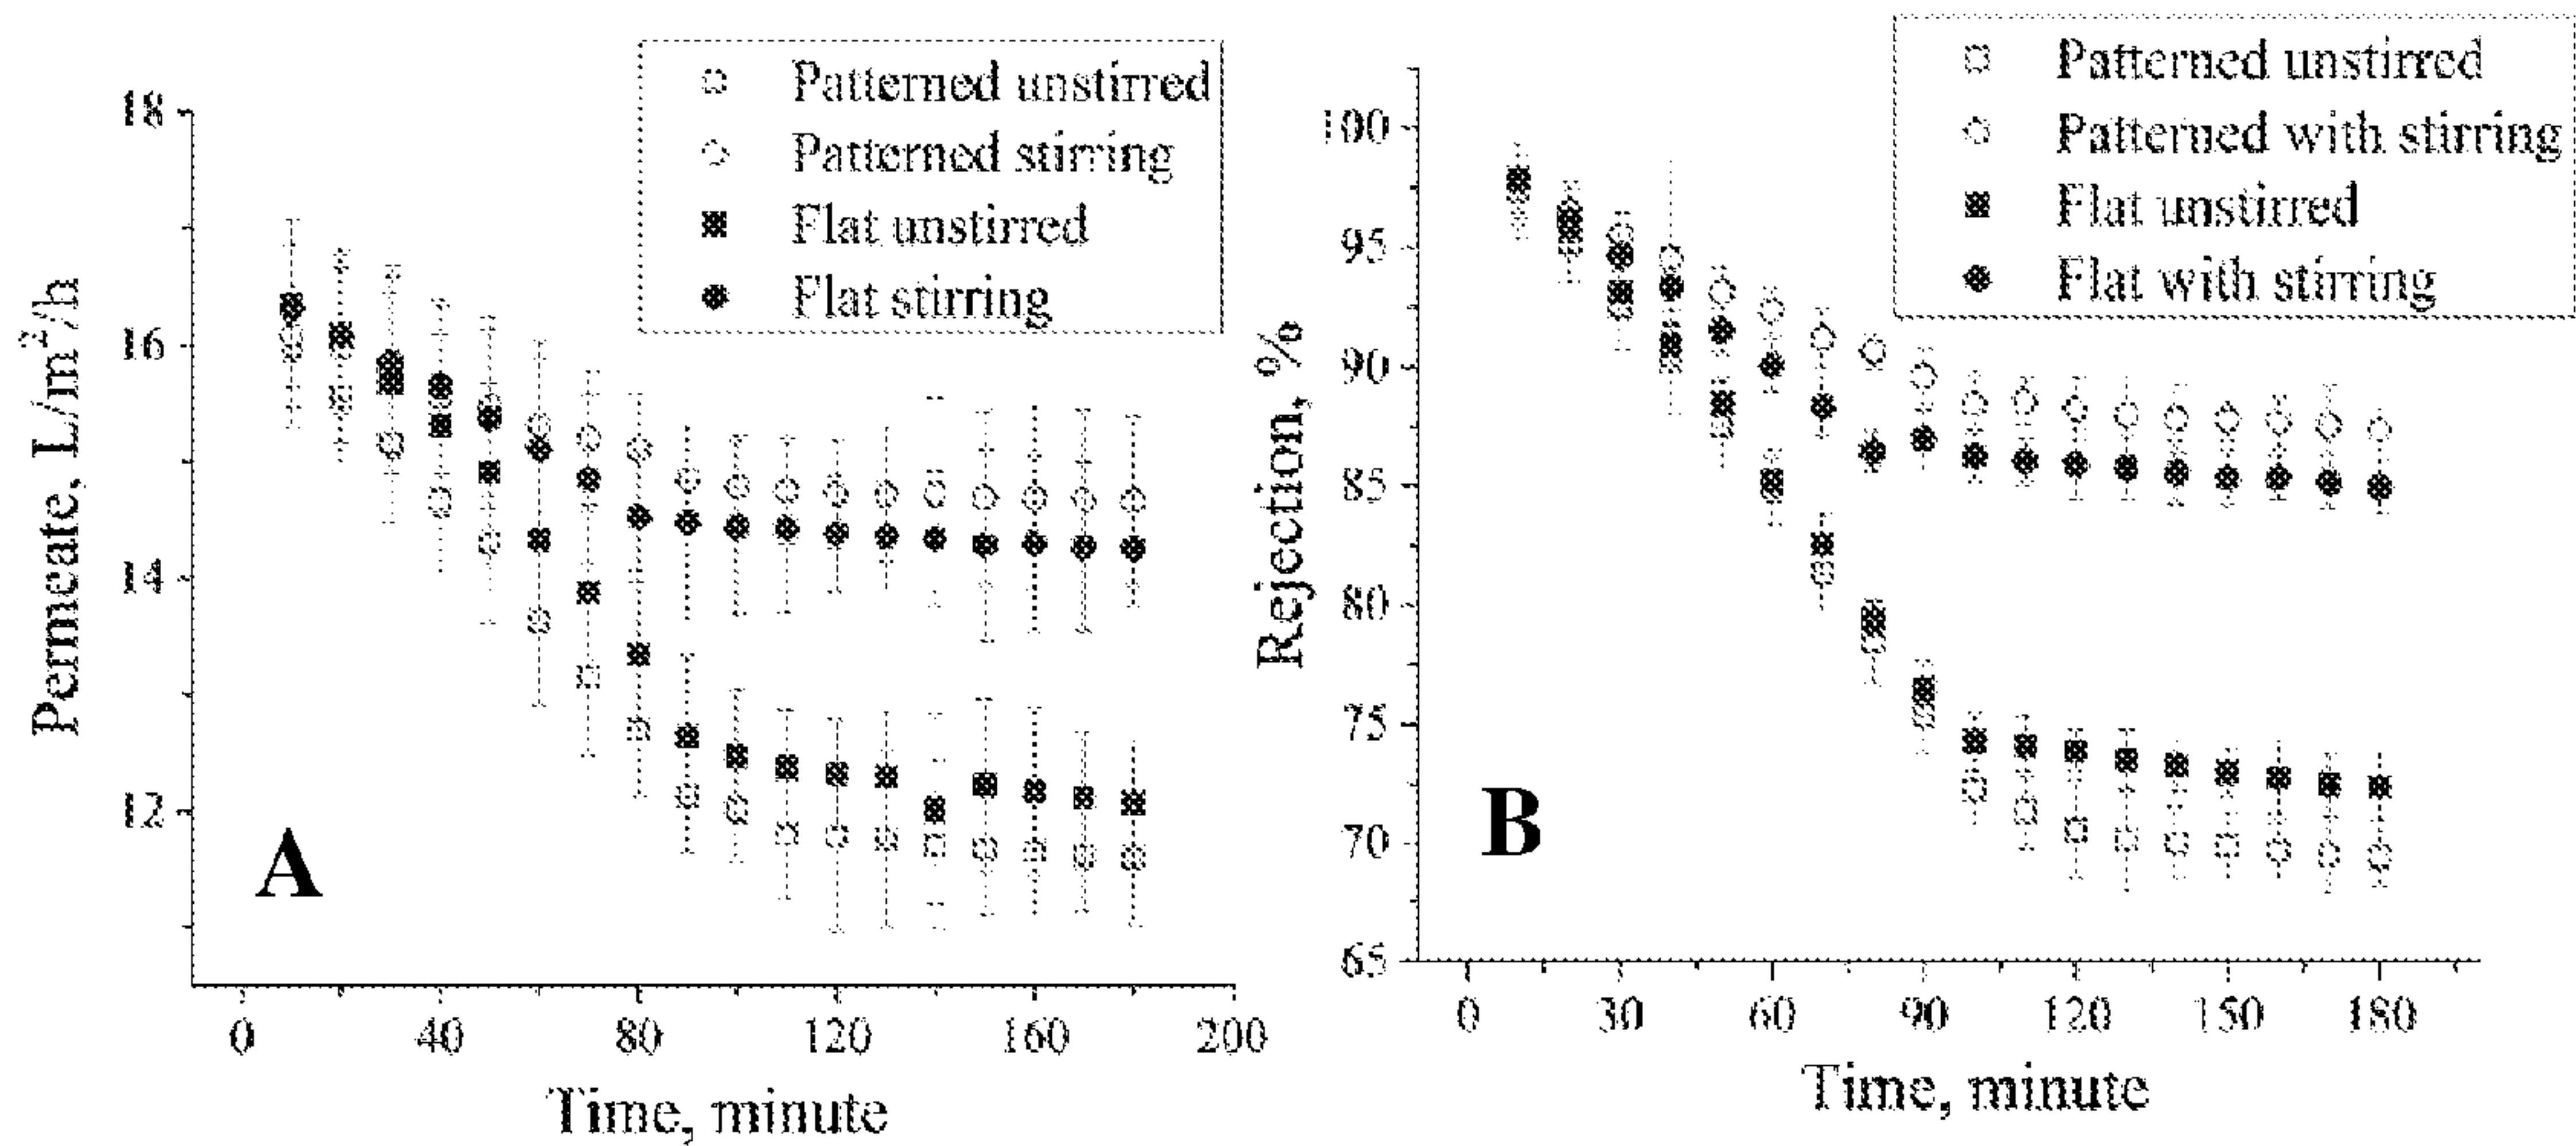 Patterned unstirred
Patterned stirring
Flat unstirred
Flat stirring
18
16
14
12
Permeate, L/m²/h
A
0 40 80 120 160 200
Time, minute
Patterned unstirred
Patterned with stirring
Flat unstirred
Flat with stirring
100
95
90
85
80
75
70
65
Rejection, %
B
0 30 60 90 120 150 180
Time, minute